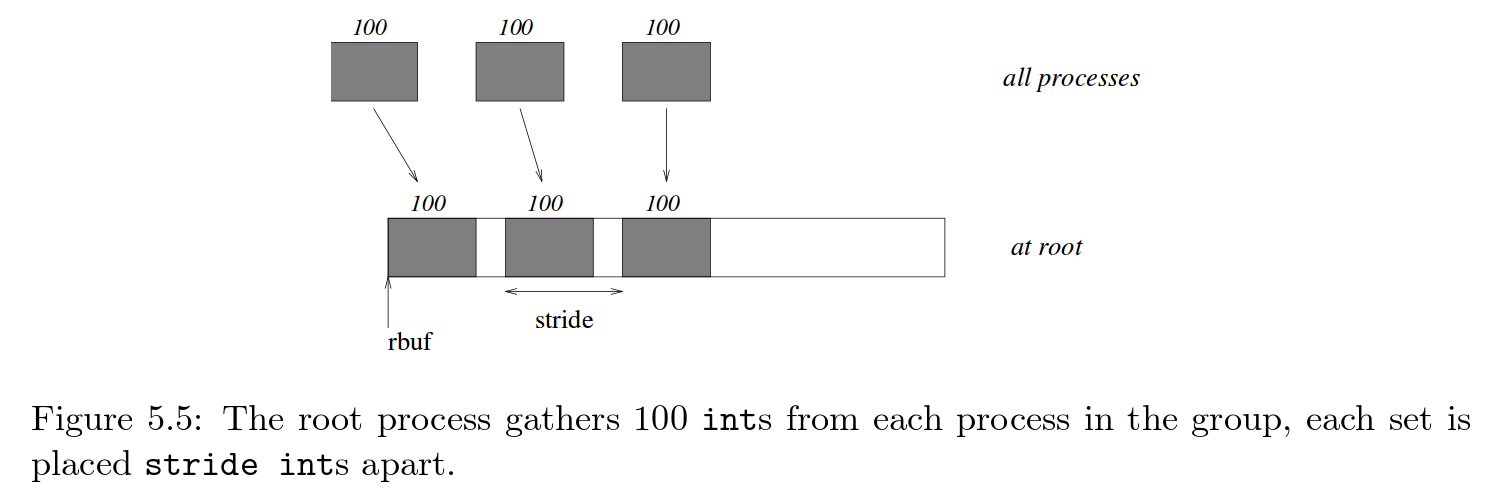 100 100 100
all processes
100 100 100
at root
stride
rbuf
Figure 5.5: The root process gathers 100 ints from each process in the group, each set is
placed stride ints apart.